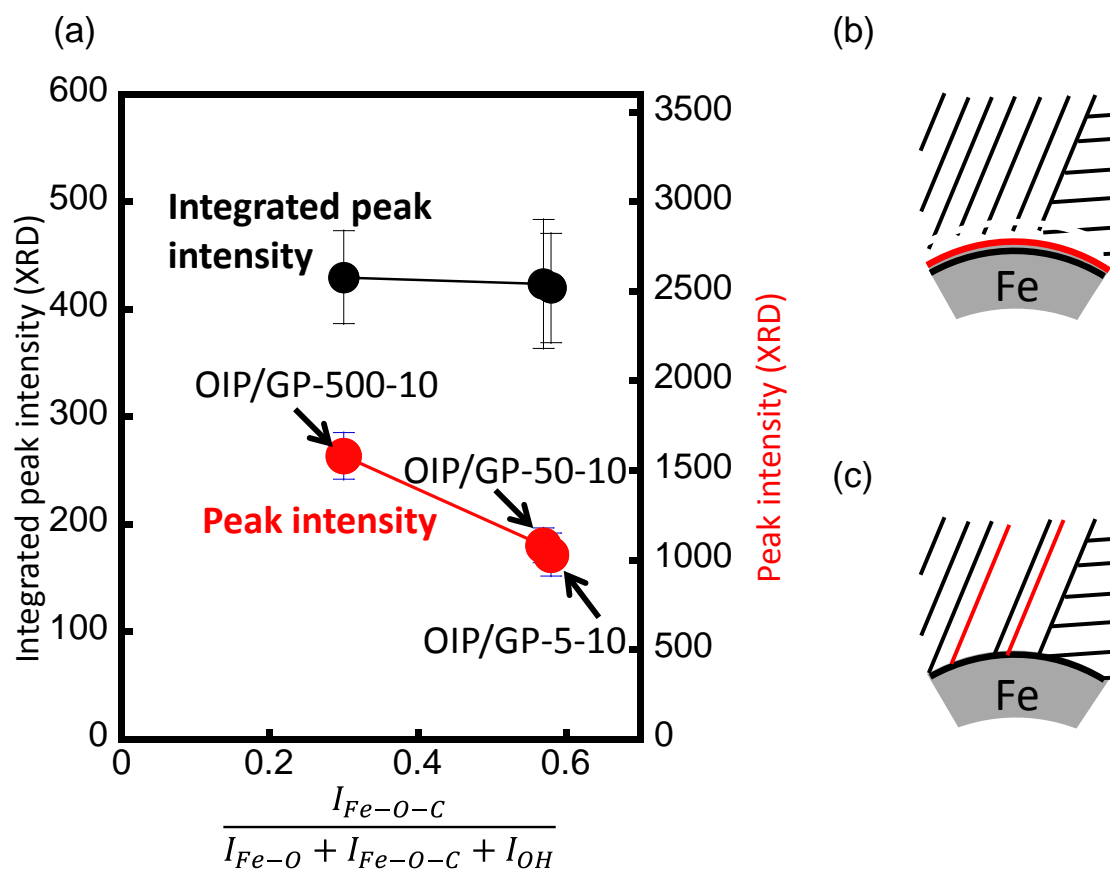 (a)
(b)
600
500
400
300
200
100
0
3500
3000
2500
2000
1500
1000
500
0
Integrated peak intensity (XRD)
Peak intensity (XRD)
Integrated peak
intensity
OIP/GP-500-10
OIP/GP-50-10
Peak intensity
OIP/GP-5-10
0
0.2
0.4
0.6
I_{Fe−O−C}
I_{Fe−O} + I_{Fe−O−C} + I_{OH}
Fe
(c)
Fe